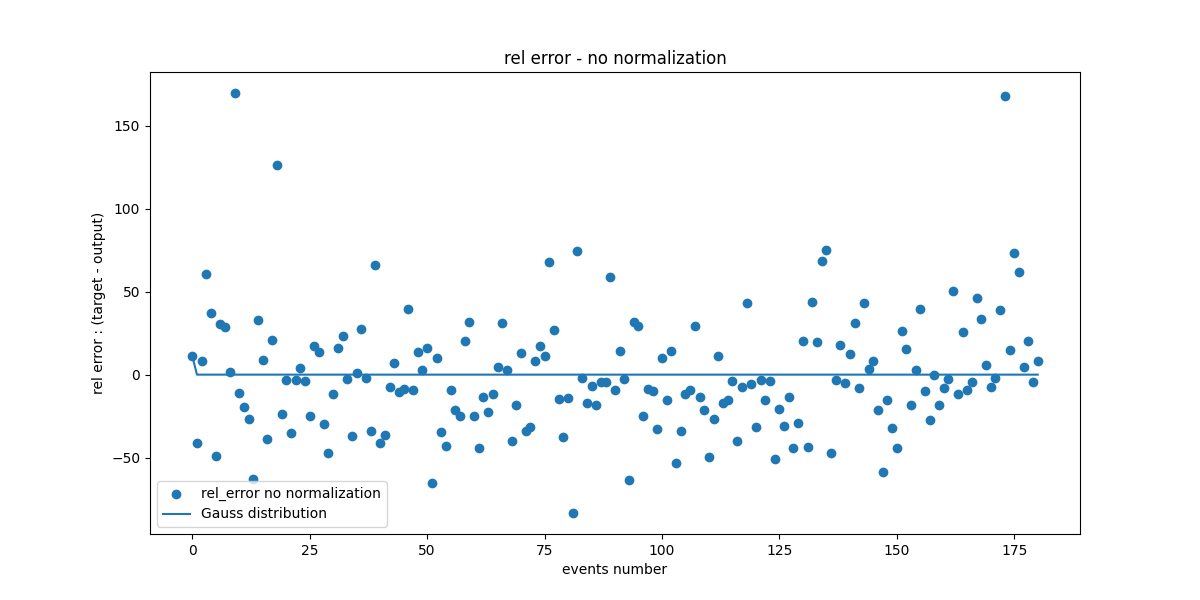 rel error - no normalization
rel error : (target - output)
150
100
50
0
−50
rel_error no normalization
Gauss distribution
0 25 50 75 100 125 150 175
events number